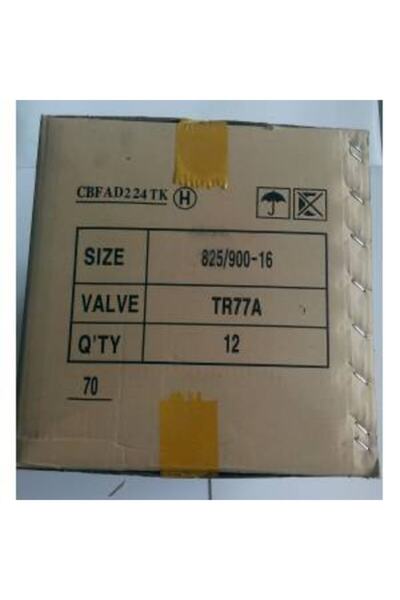 CBFAD224TK H
SIZE 825/900-16
VALVE TR77A
Q'TY 12
70